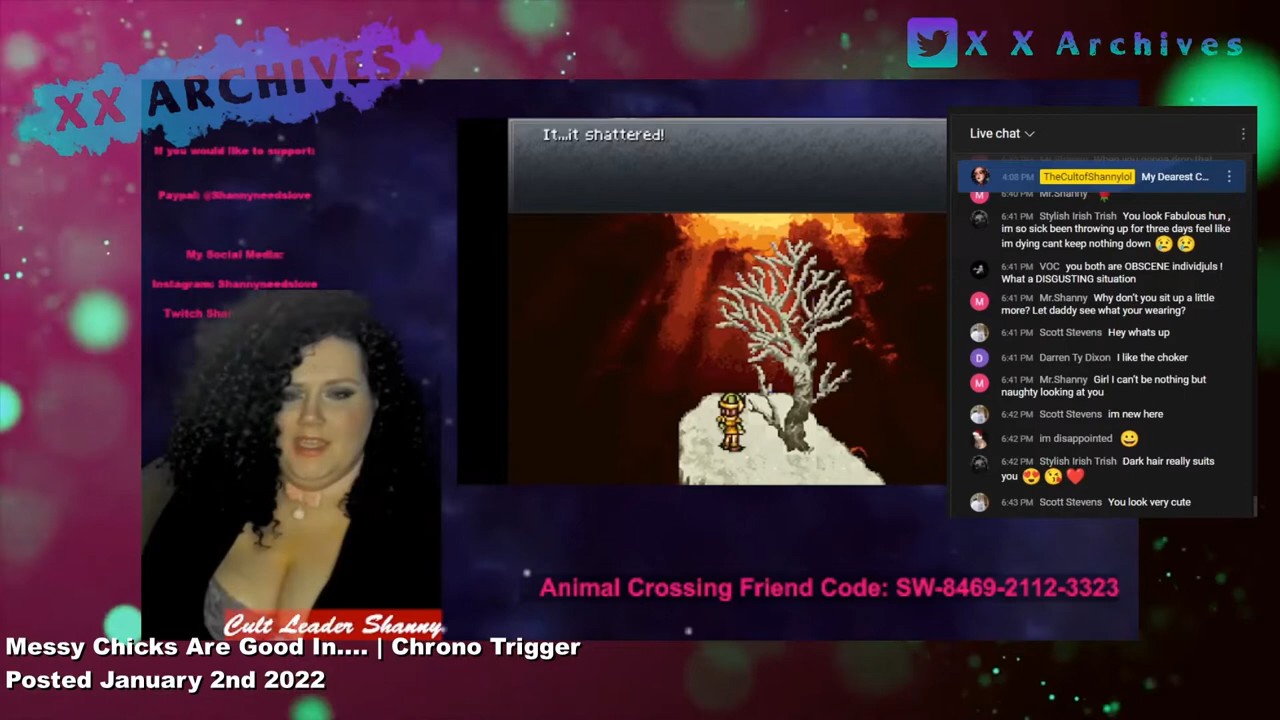 XX ARCHIVES
X X Archives
If you would like to support:
Paypal: @Shannyneedslove
My Social Media:
Instagram: Shannyneedslove
Twitch
It...it shattered!
Live chat
4:08 PM TheCultofShannylol My Dearest C...
6:40 PM Mr.Shanny 🌹
6:41 PM Stylish Irish Trish You look Fabulous hun ,
im so sick been throwing up for three days feel like
im dying cant keep nothing down 😢 😢
6:41 PM VOC you both are OBSCENE individjuls !
What a DISGUSTING situation
M 6:41 PM Mr.Shanny Why don't you sit up a little
more? Let daddy see what your wearing?
6:41 PM Scott Stevens Hey whats up
D 6:41 PM Darren Ty Dixon I like the choker
M 6:41 PM Mr.Shanny Girl I can't be nothing but
naughty looking at you
6:42 PM Scott Stevens im new here
6:42 PM im disappointed 😀
6:42 PM Stylish Irish Trish Dark hair really suits
you 😍 😘 ❤️
6:43 PM Scott Stevens You look very cute
Animal Crossing Friend Code: SW-8469-2112-3323
Cult Leader Shanny
Messy Chicks Are Good In.... | Chrono Trigger
Posted January 2nd 2022